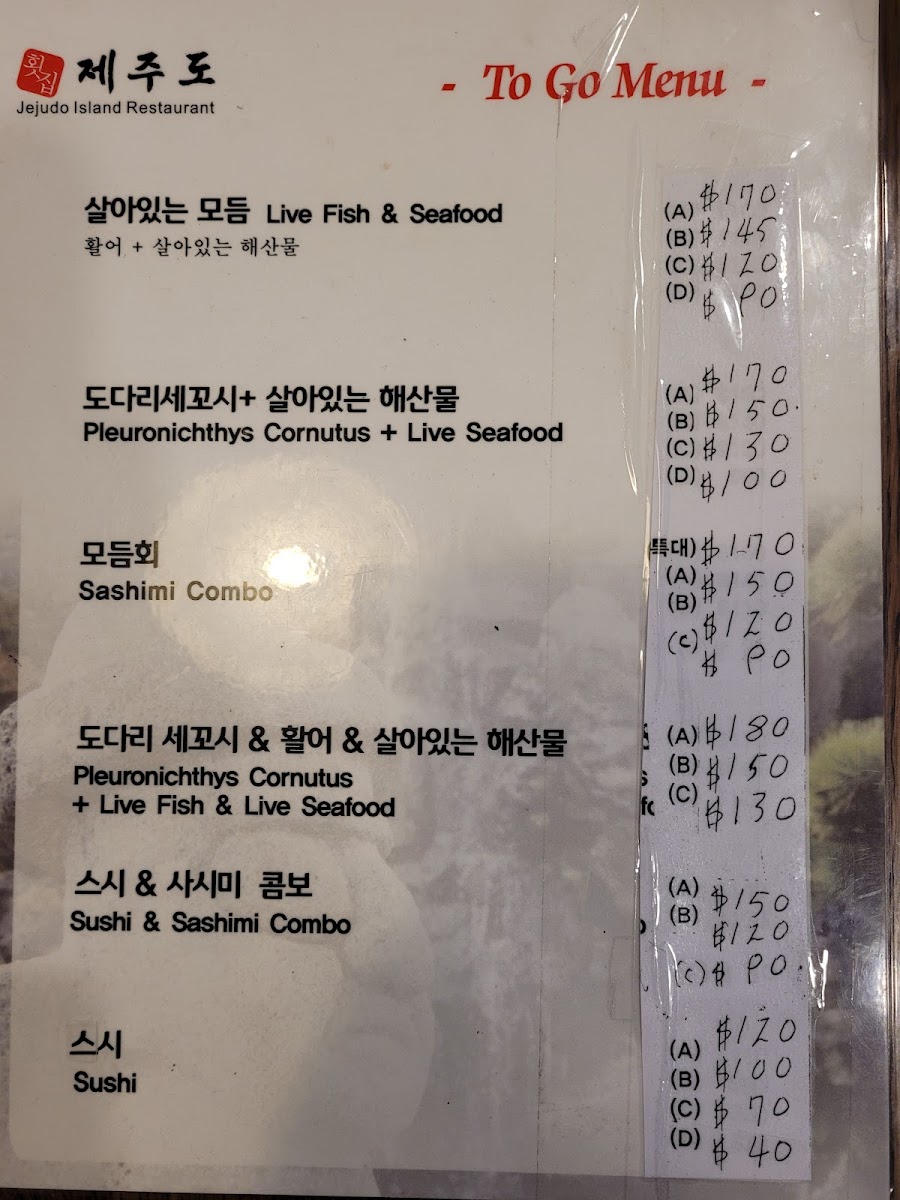 횟집 제주도
Jejudo Island Restaurant
- To Go Menu -
살아있는 모듬 Live Fish & Seafood
활어 + 살아있는 해산물
(A) $170
(B) $145
(C) $120
(D) $90
도다리세꼬시+ 살아있는 해산물
Pleuronichthys Cornutus + Live Seafood
(A) $170
(B) $150
(C) $130
(D) $100
모듬회
Sashimi Combo
특대) $170
(A) $150
(B) $120
(C) $90
도다리 세꼬시 & 활어 & 살아있는 해산물
Pleuronichthys Cornutus
+ Live Fish & Live Seafood
(A) $180
(B) $150
(C) $130
스시 & 사시미 콤보
Sushi & Sashimi Combo
(A) $150
(B) $120
(C) $90
스시
Sushi
(A) $120
(B) $100
(C) $70
(D) $40